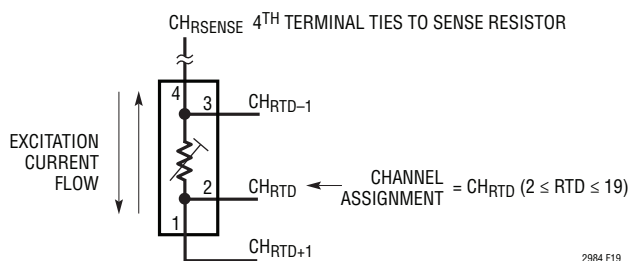 CHRSENSE 4TH TERMINAL TIES TO SENSE RESISTOR
4
3
CHRTD–1
EXCITATION
CURRENT
FLOW
2
CHRTD
CHANNEL
ASSIGNMENT = CHRTD (2 ≤ RTD ≤ 19)
1
CHRTD+1
2984 F19